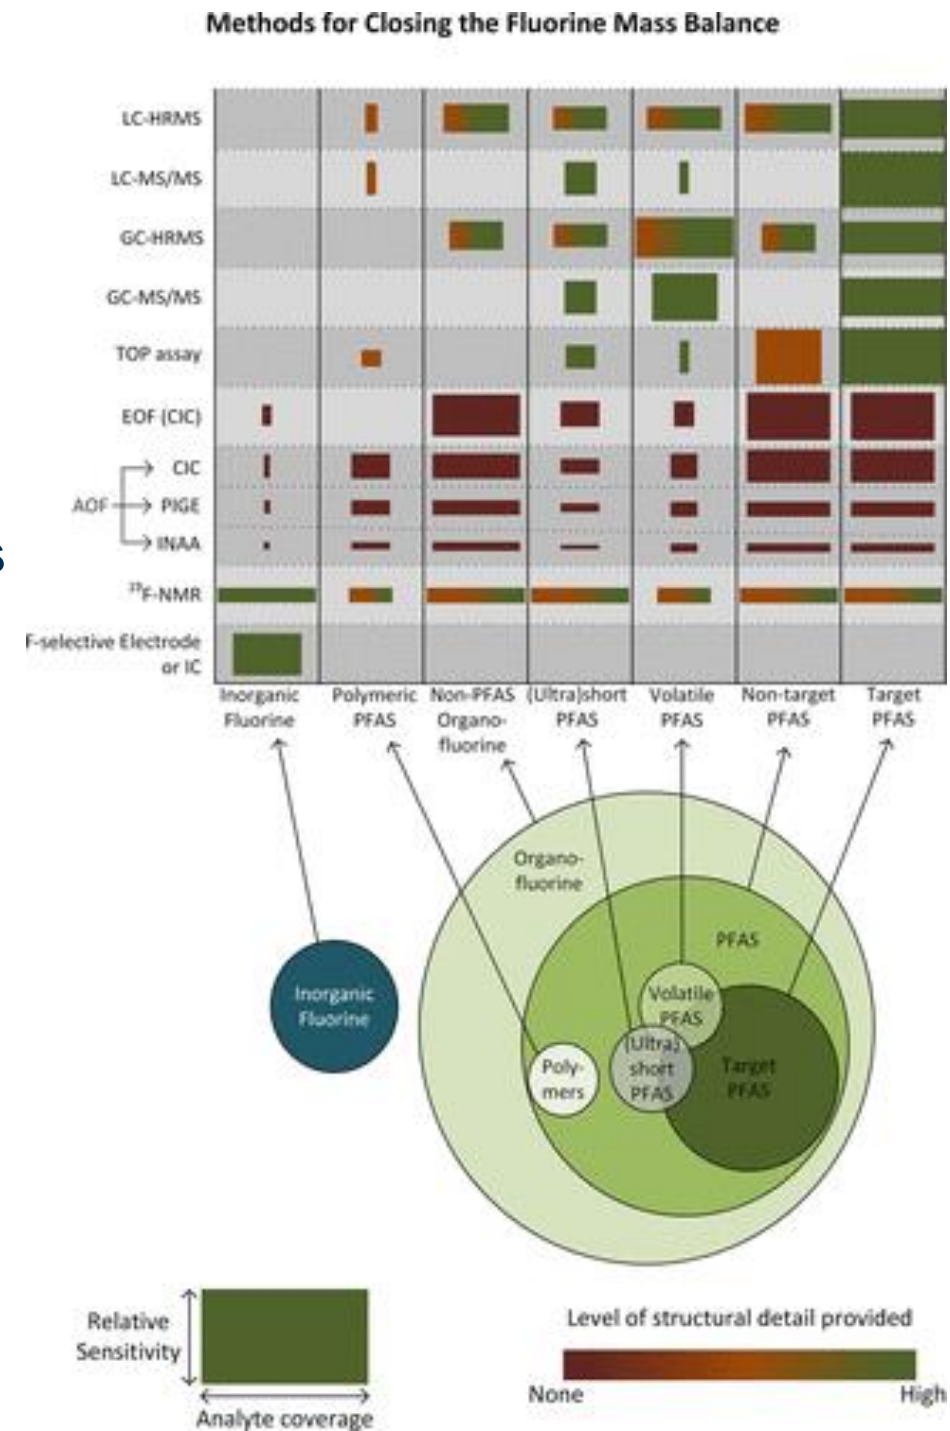 Methods for Closing the Fluorine Mass Balance
LC-HRMS
LC-MS/MS
GC-HRMS
GC-MS/MS
TOP assay
EOF (CIC)
CIC
AOF
PIGE
INAA
s
¹⁹F-NMR
F-selective Electrode
or IC
Inorganic
Fluorine
Polymeric
PFAS
Non-PFAS
Organo-
fluorine
(Ultra)short
PFAS
Volatile
PFAS
Non-target
PFAS
Target
PFAS
Organo-
fluorine
PFAS
Inorganic
Fluorine
Volatile
PFAS
(Ultra)
short
PFAS
Poly-
mers
Target
PFAS
Relative
Sensitivity
Analyte coverage
Level of structural detail provided
None
High